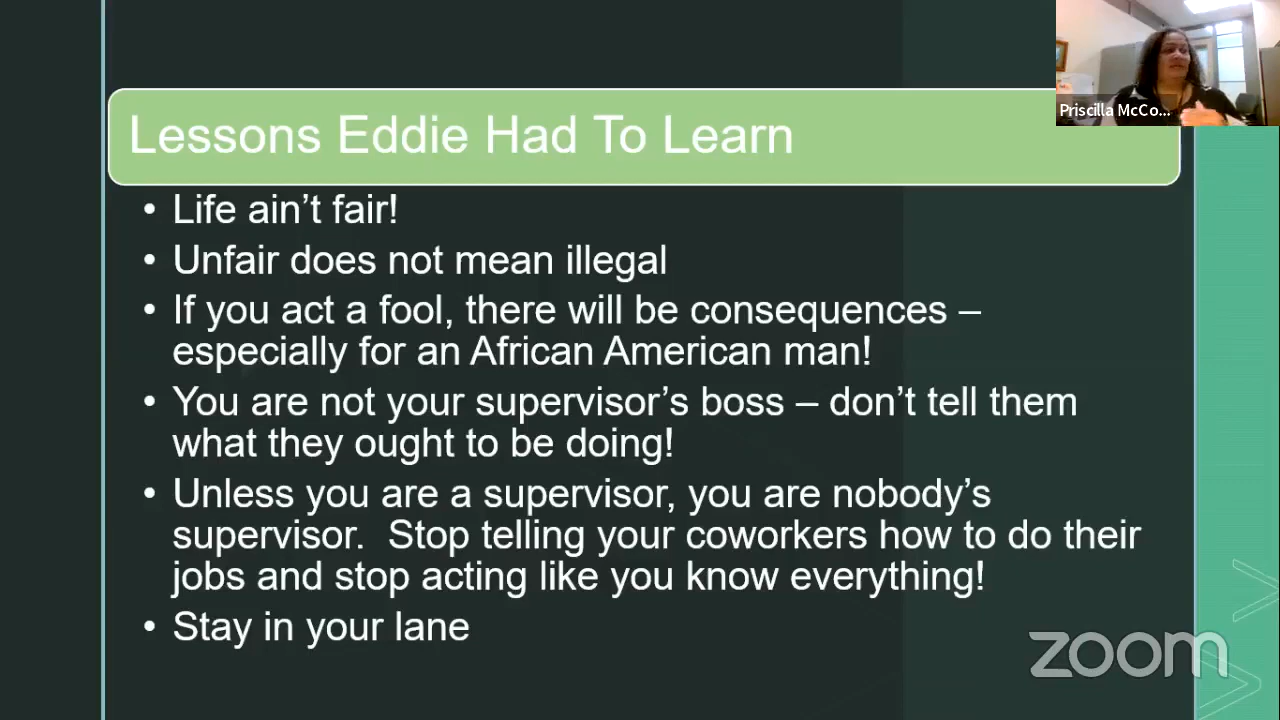 Priscilla McCo...
Lessons Eddie Had To Learn
• Life ain’t fair!
• Unfair does not mean illegal
• If you act a fool, there will be consequences –
especially for an African American man!
• You are not your supervisor’s boss – don’t tell them
what they ought to be doing!
• Unless you are a supervisor, you are nobody’s
supervisor.  Stop telling your coworkers how to do their
jobs and stop acting like you know everything!
• Stay in your lane
zoom